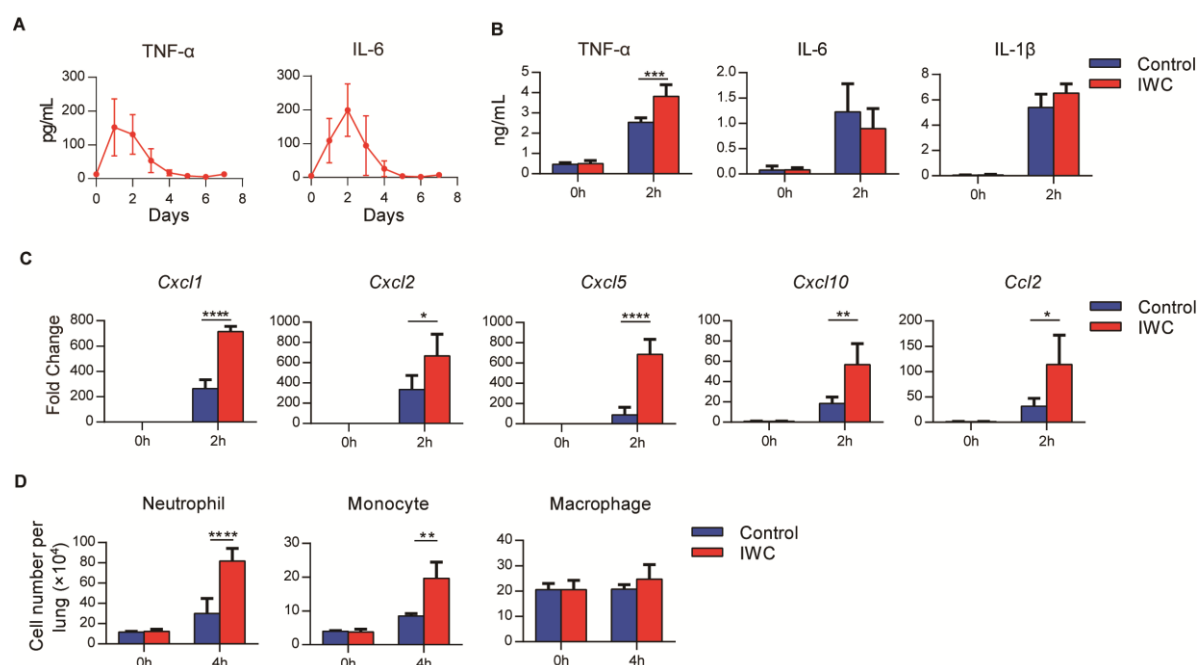 A
TNF-α
IL-6
pg/mL
300
200
100
0
0 2 4 6 8
Days
300
200
100
0
0 2 4 6 8
Days
B
TNF-α
IL-6
IL-1β
Control
IWC
ng/mL
5
4
3
2
1
0
***
0h 2h
2.0
1.5
1.0
0.5
0.0
0h 2h
8
6
4
2
0
0h 2h
C
Cxcl1
Cxcl2
Cxcl5
Cxcl10
Ccl2
Control
IWC
Fold Change
800
600
400
200
0
****
0h 2h
1000
800
600
400
200
0
*
0h 2h
1000
800
600
400
200
0
****
0h 2h
100
80
60
40
20
0
**
0h 2h
200
150
100
50
0
*
0h 2h
D
Neutrophil
Monocyte
Macrophage
Control
IWC
Cell number per
lung (×10⁴)
100
80
60
40
20
0
****
0h 4h
30
20
10
0
**
0h 4h
40
30
20
10
0
0h 4h